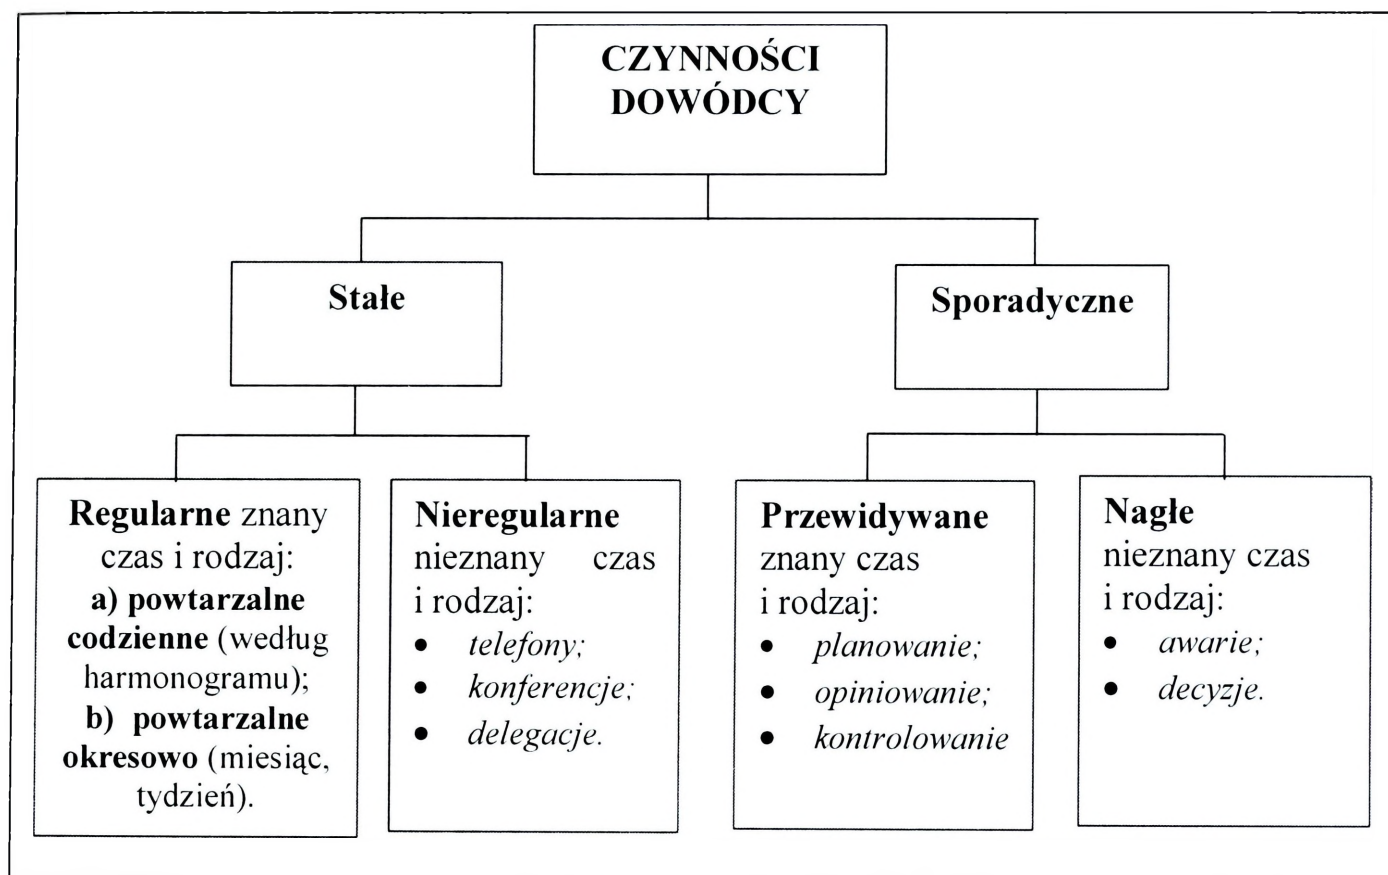 CZYNNOŚCI
DOWÓDCY
Stałe
Sporadyczne
Regularne znany
czas i rodzaj:
a) powtarzalne
codzienne (według
harmonogramu);
b) powtarzalne
okresowo (miesiąc,
tydzień).
Nieregularne
nieznany czas
i rodzaj:
• telefony;
• konferencje;
• delegacje.
Przewidywane
znany czas
i rodzaj:
• planowanie;
• opiniowanie;
• kontrolowanie
Nagłe
nieznany czas
i rodzaj:
• awarie;
• decyzje.